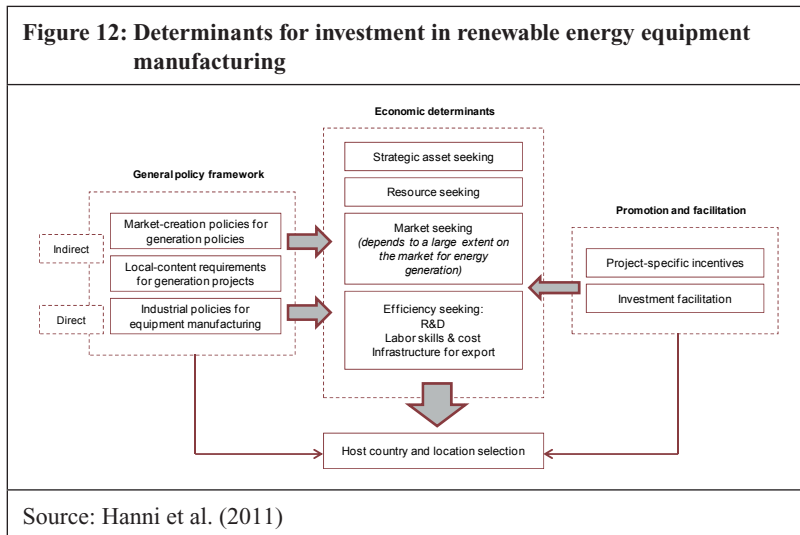 Figure 12: Determinants for investment in renewable energy equipment
manufacturing
Economic determinants
Strategic asset seeking
Resource seeking
Market seeking
(depends to a large extent on
the market for energy
generation)
Efficiency seeking:
R&D
Labor skills & cost
Infrastructure for export
General policy framework
Indirect
Market-creation policies for
generation policies
Local-content requirements
for generation projects
Direct
Industrial policies for
equipment manufacturing
Promotion and facilitation
Project-specific incentives
Investment facilitation
Host country and location selection
Source: Hanni et al. (2011)